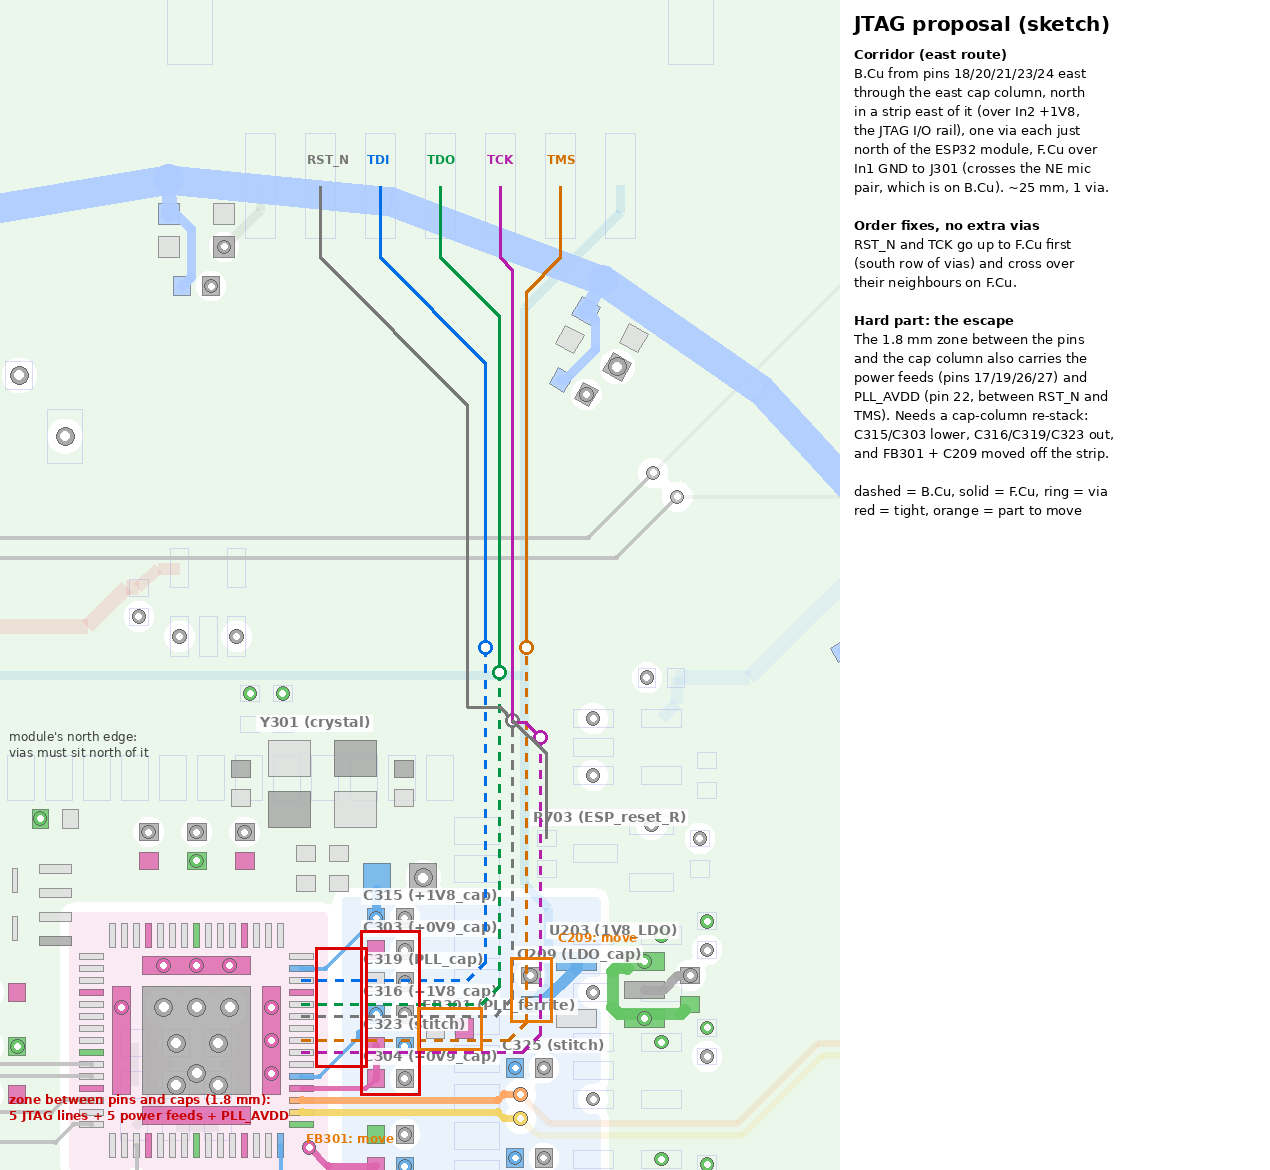 JTAG proposal (sketch)
Corridor (east route)
B.Cu from pins 18/20/21/23/24 east
through the east cap column, north
in a strip east of it (over In2 +1V8,
the JTAG I/O rail), one via each just
north of the ESP32 module, F.Cu over
In1 GND to J301 (crosses the NE mic
pair, which is on B.Cu). ~25 mm, 1 via.
Order fixes, no extra vias
RST_N and TCK go up to F.Cu first
(south row of vias) and cross over
their neighbours on F.Cu.
Hard part: the escape
The 1.8 mm zone between the pins
and the cap column also carries the
power feeds (pins 17/19/26/27) and
PLL_AVDD (pin 22, between RST_N and
TMS). Needs a cap-column re-stack:
C315/C303 lower, C316/C319/C323 out,
and FB301 + C209 moved off the strip.
dashed = B.Cu, solid = F.Cu, ring = via
red = tight, orange = part to move
RST_N TDI TDO TCK TMS
Y301 (crystal)
module's north edge:
vias must sit north of it
R703 (ESP_reset_R)
C315 (+1V8_cap)
C303 (+0V9_cap)
U203 (1V8_LDO)
C209: move
C319 (PLL_cap)
C209 (LDO_cap)
C316 (+1V8_cap)
FB301 (PLL_ferrite)
C323 (stitch)
C325 (stitch)
C304 (+0V9_cap)
zone between pins and caps (1.8 mm):
5 JTAG lines + 5 power feeds + PLL_AVDD
FB301: move